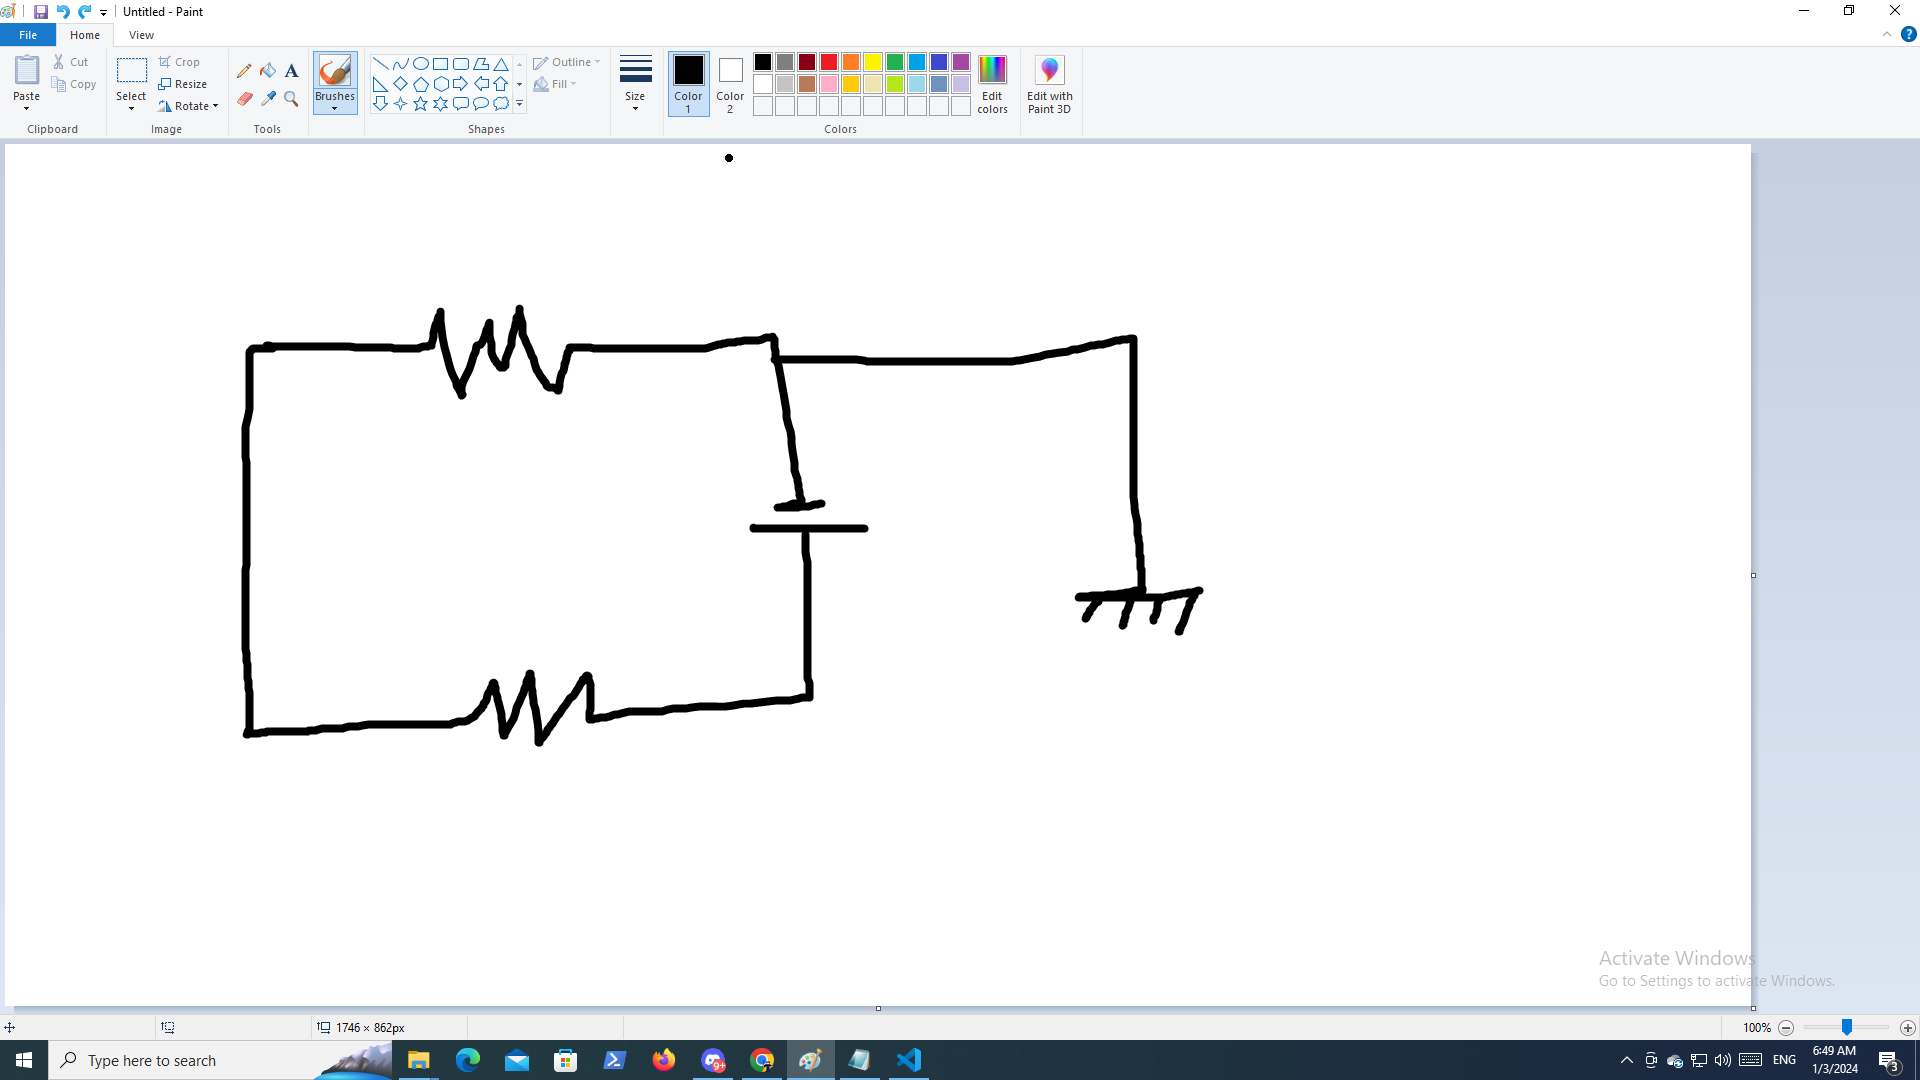 Untitled - Paint
File Home View
Paste
Cut
Copy
Clipboard
Select
Crop
Resize
Rotate
Image
A
Tools
Brushes
Outline
Fill
Shapes
Size
Color 1
Color 2
Edit colors
Colors
Edit with Paint 3D
?
Activate Windows
Go to Settings to activate Windows.
1746 × 862px
100%
Type here to search
9+
ENG
6:49 AM
1/3/2024
3